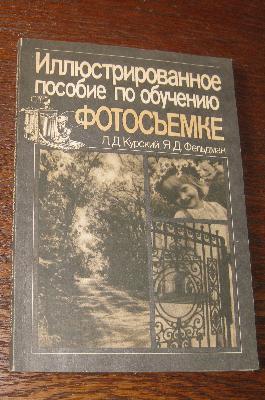 Иллюстрированное
пособие по обучению
ФОТОСЪЕМКЕ
Л.Д.Курский Я.Д.Фельдман